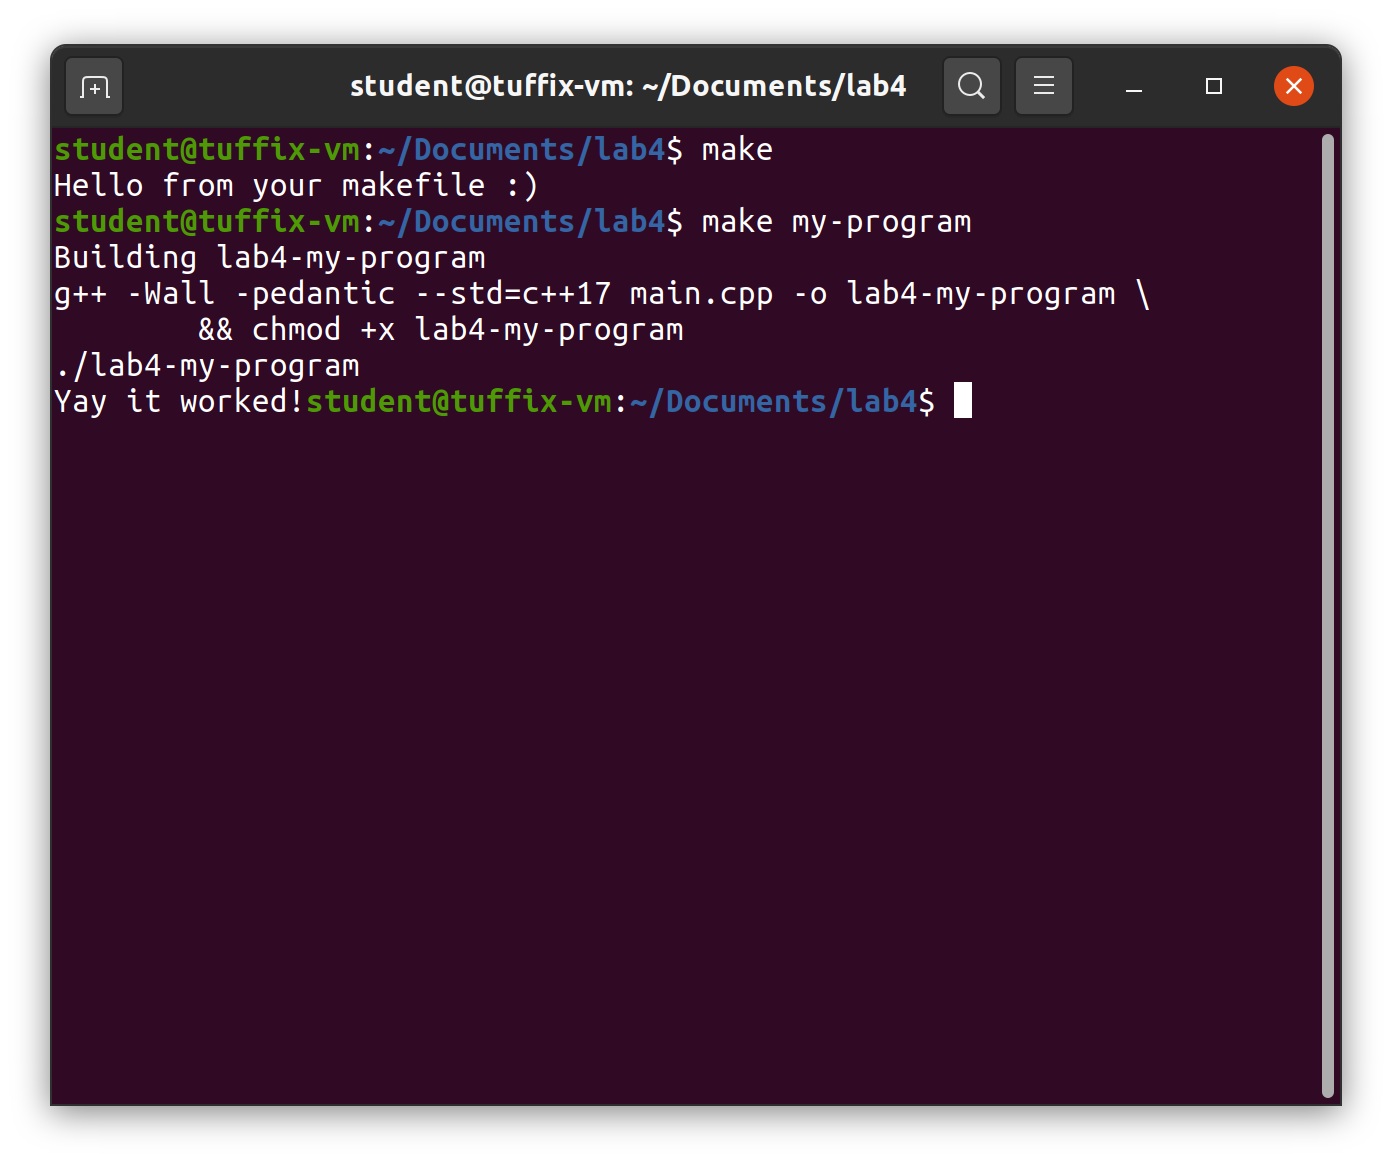 student@tuffix-vm: ~/Documents/lab4
student@tuffix-vm:~/Documents/lab4$ make
Hello from your makefile :)
student@tuffix-vm:~/Documents/lab4$ make my-program
Building lab4-my-program
g++ -Wall -pedantic --std=c++17 main.cpp -o lab4-my-program \
        && chmod +x lab4-my-program
./lab4-my-program
Yay it worked!student@tuffix-vm:~/Documents/lab4$